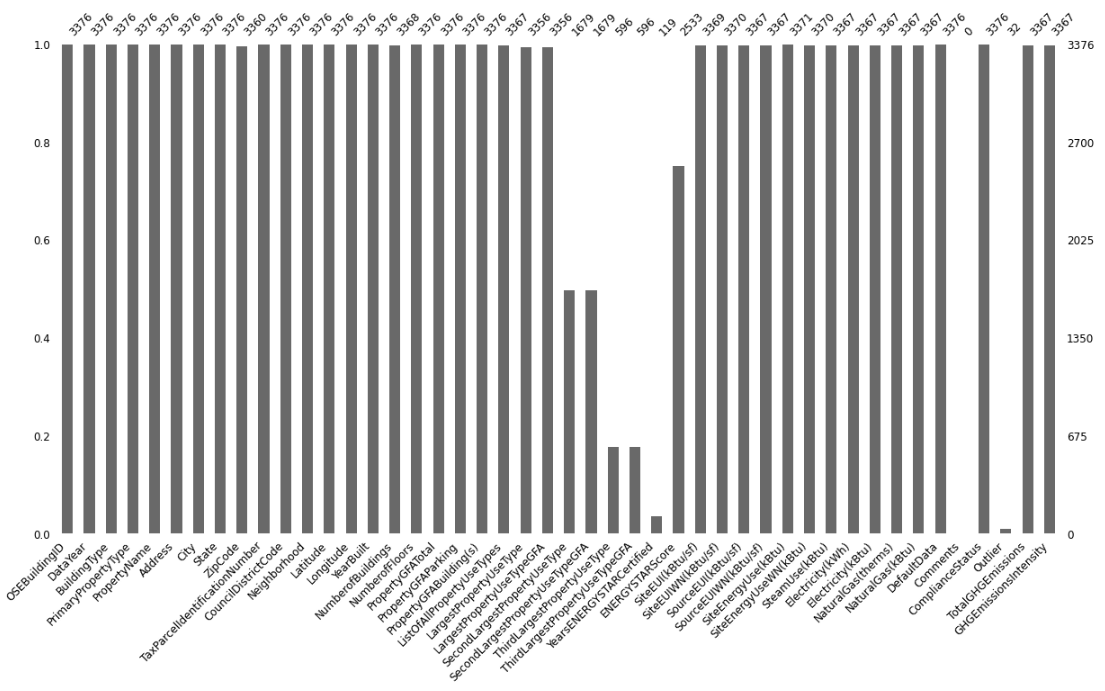 3376
3376
3376
3376
3376
3376
3376
3376
3360
3376
3376
3376
3376
3376
3376
3368
3376
3376
3376
3376
3367
3356
3356
1679
1679
596
596
119
2533
3369
3370
3367
3367
3371
3370
3367
3367
3367
3367
3367
3376
0
3376
32
3367
3367
1.0
3376
0.8
2700
0.6
2025
0.4
1350
0.2
675
0.0
0
OSEBuildingID
DataYear
BuildingType
PrimaryPropertyType
PropertyName
Address
City
State
ZipCode
TaxParcelIdentificationNumber
CouncilDistrictCode
Neighborhood
Latitude
Longitude
YearBuilt
NumberofBuildings
NumberofFloors
PropertyGFATotal
PropertyGFAParking
PropertyGFABuilding(s)
ListOfAllPropertyUseTypes
LargestPropertyUseType
LargestPropertyUseTypeGFA
SecondLargestPropertyUseType
SecondLargestPropertyUseTypeGFA
ThirdLargestPropertyUseType
ThirdLargestPropertyUseTypeGFA
YearsENERGYSTARCertified
ENERGYSTARScore
SiteEUI(kBtu/sf)
SiteEUIWN(kBtu/sf)
SourceEUI(kBtu/sf)
SourceEUIWN(kBtu/sf)
SiteEnergyUse(kBtu)
SiteEnergyUseWN(kBtu)
SteamUse(kBtu)
Electricity(kWh)
Electricity(kBtu)
NaturalGas(therms)
NaturalGas(kBtu)
DefaultData
Comments
ComplianceStatus
Outlier
TotalGHGEmissions
GHGEmissionsIntensity